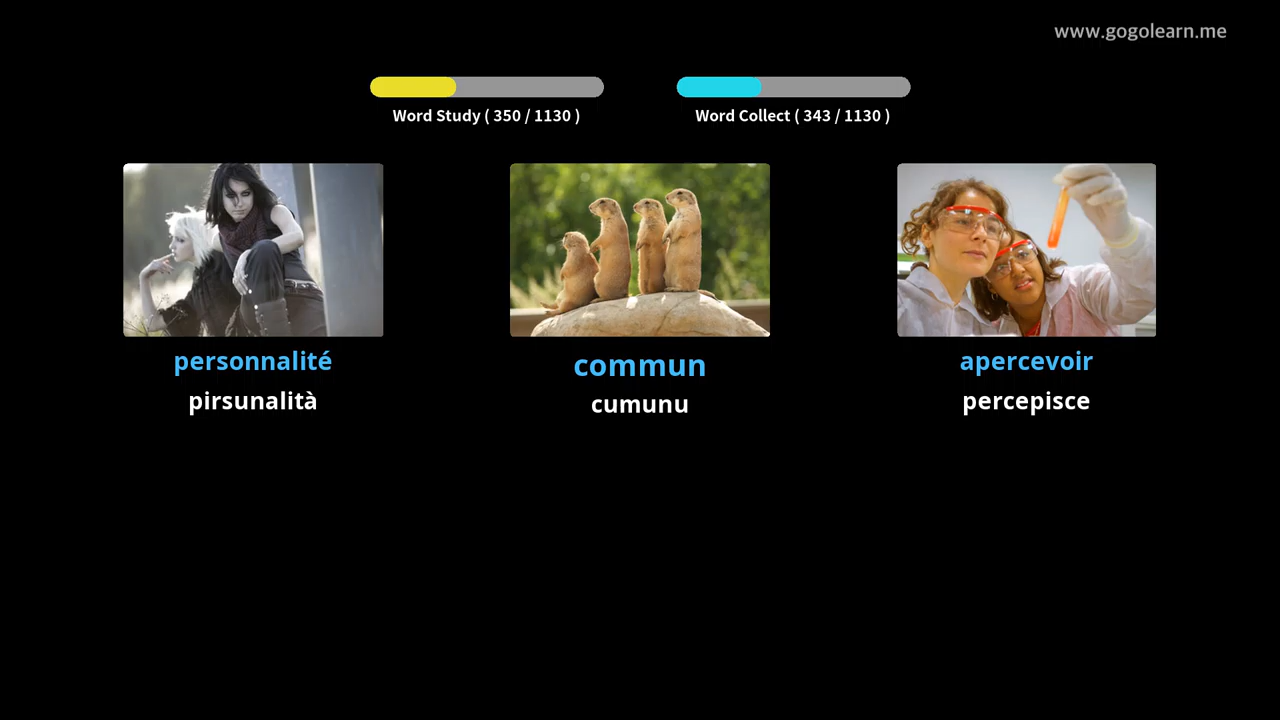 www.gogolearn.me
Word Study ( 350 / 1130 )
Word Collect ( 343 / 1130 )
personnalité
pirsunalità
commun
cumunu
apercevoir
percepisce